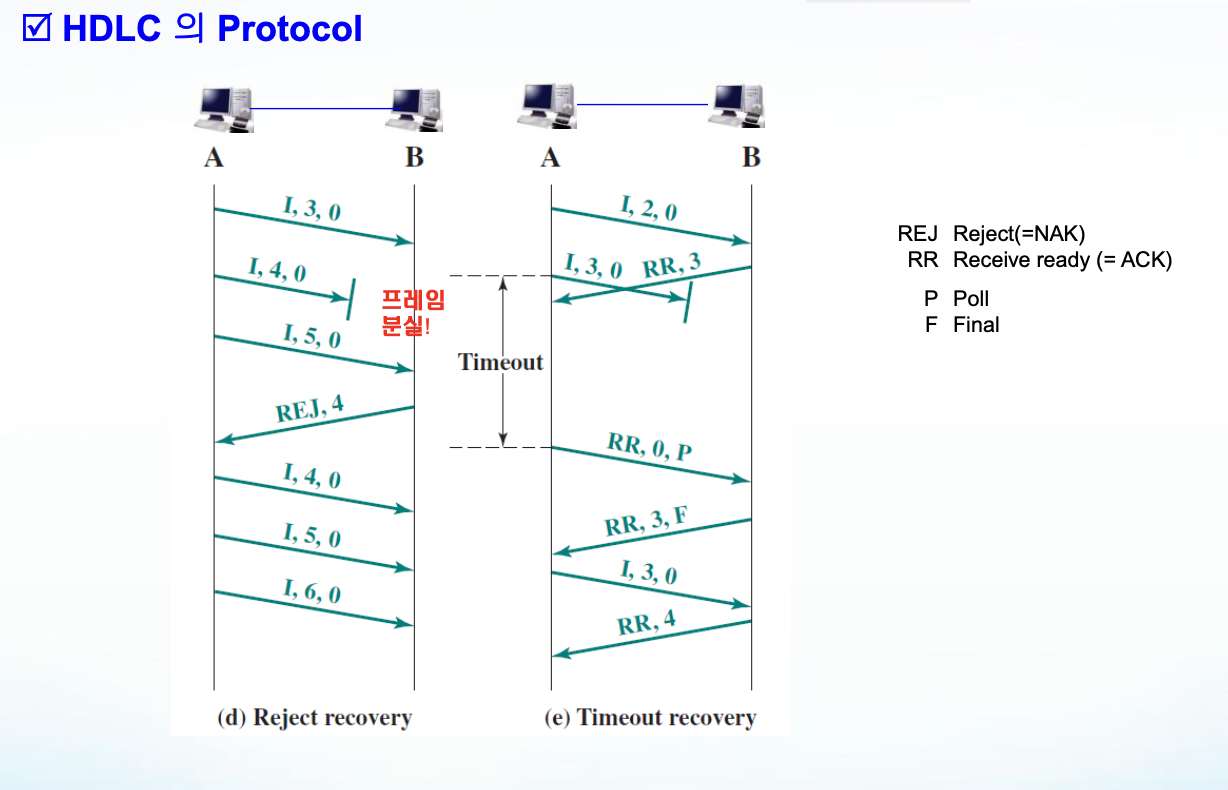 ☑ HDLC 의 Protocol
A
B
I, 3, 0
I, 4, 0
프레임
분실!
I, 5, 0
REJ, 4
I, 4, 0
I, 5, 0
I, 6, 0
(d) Reject recovery
A
B
I, 2, 0
I, 3, 0
RR, 3
Timeout
RR, 0, P
RR, 3, F
I, 3, 0
RR, 4
(e) Timeout recovery
REJ Reject(=NAK)
RR Receive ready (= ACK)
P Poll
F Final